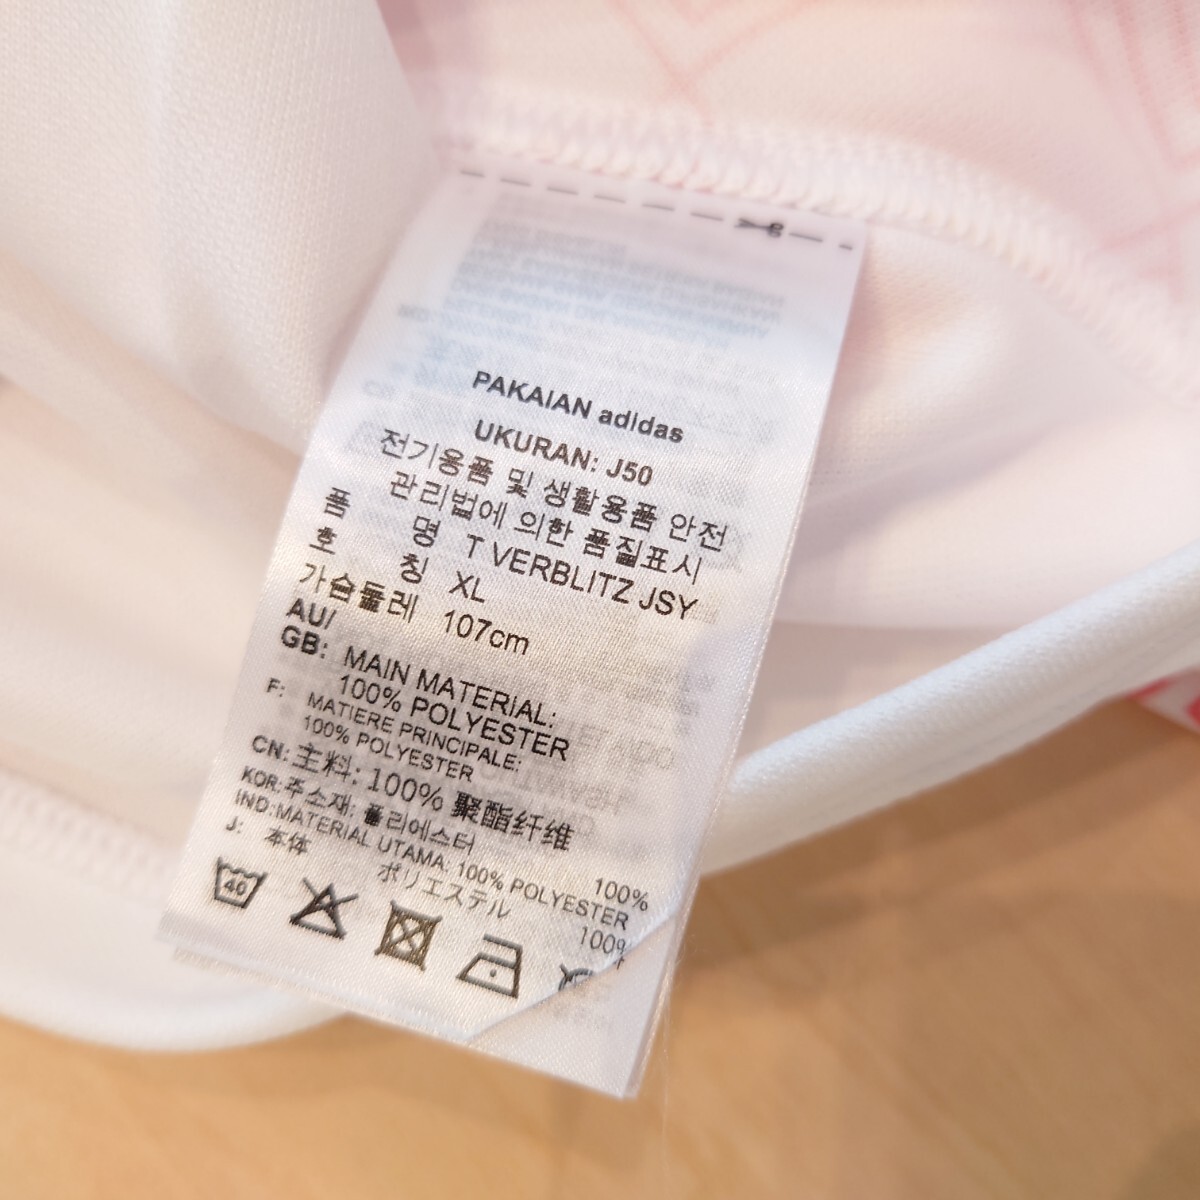 PAKAIAN adidas
UKURAN: J50
전기용품 및 생활용품 안전
관리법에 의한 품질표시
품 명 T VERBLITZ JSY
호 칭 XL
가슴둘레 107cm
AU/
GB: MAIN MATERIAL:
100% POLYESTER
F: MATIERE PRINCIPALE:
100% POLYESTER
CN: 主料: 100% 聚酯纤维
KOR: 주소재: 폴리에스터 100%
IND: MATERIAL UTAMA: 100% POLYESTER
J: 本体 ポリエステル 100%
40